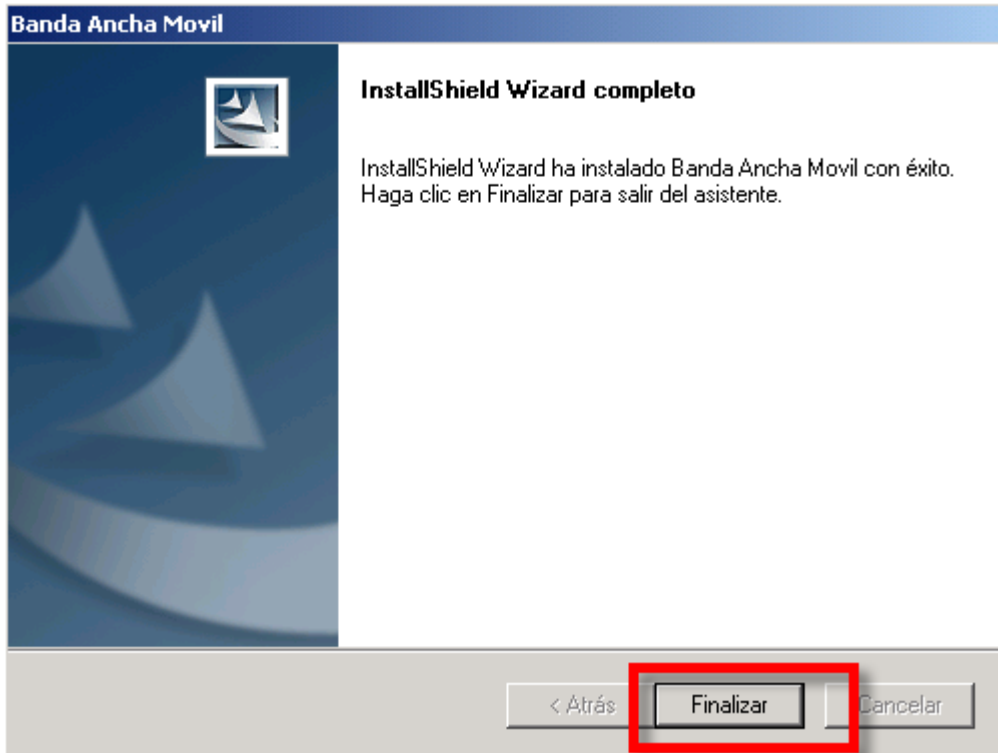 Banda Ancha Movil
InstallShield Wizard completo
InstallShield Wizard ha instalado Banda Ancha Movil con éxito.
Haga clic en Finalizar para salir del asistente.
< Atrás
Finalizar
Cancelar